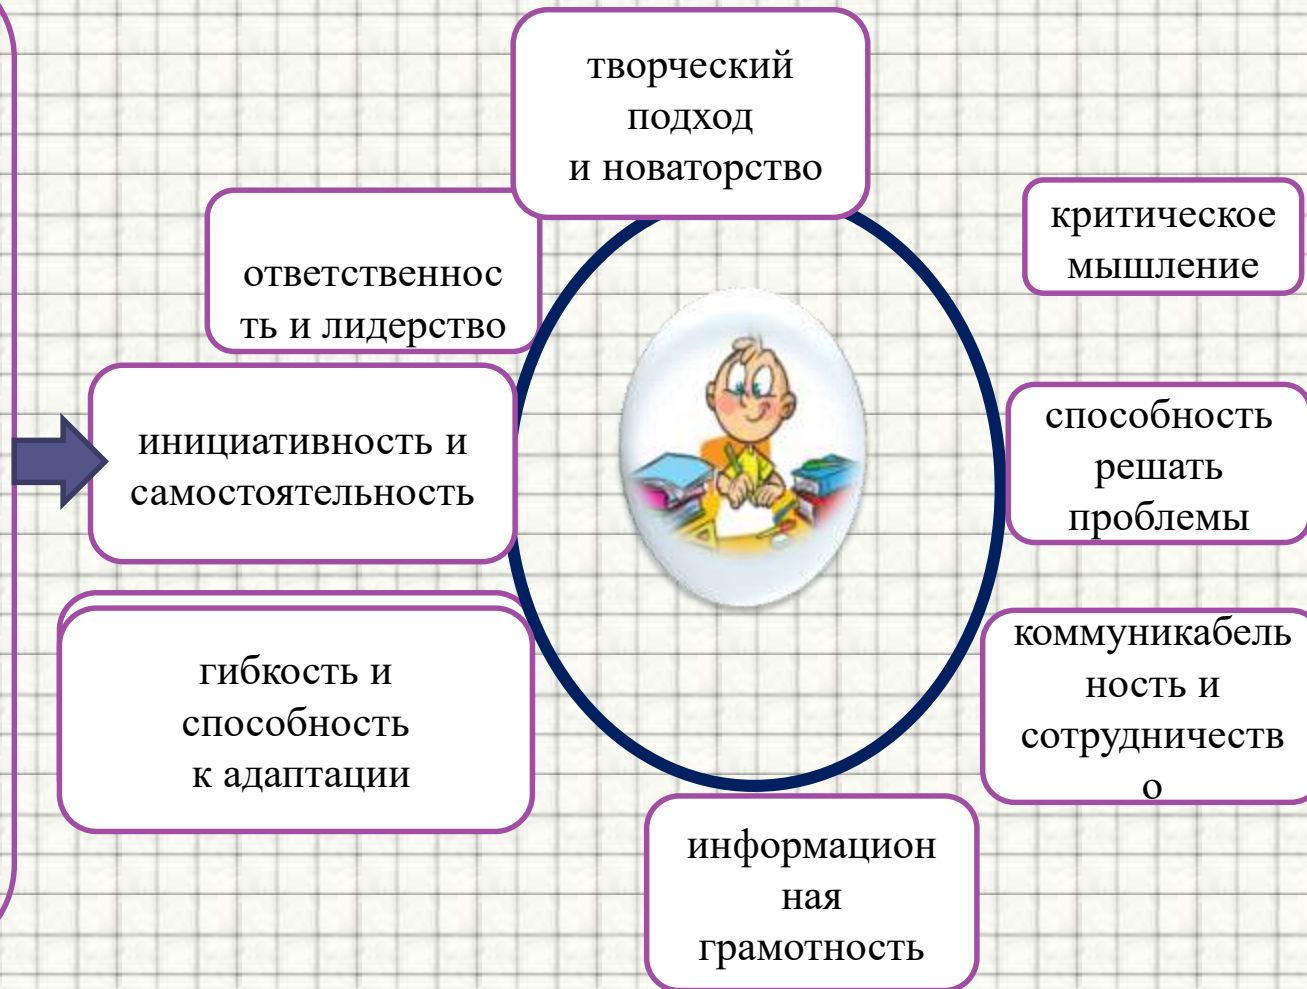 творческий
подход
и новаторство
критическое
мышление
ответственнос
ть и лидерство
инициативность и
самостоятельность
способность
решать
проблемы
гибкость и
способность
к адаптации
коммуникабель
ность и
сотрудничеств
о
информацион
ная
грамотность